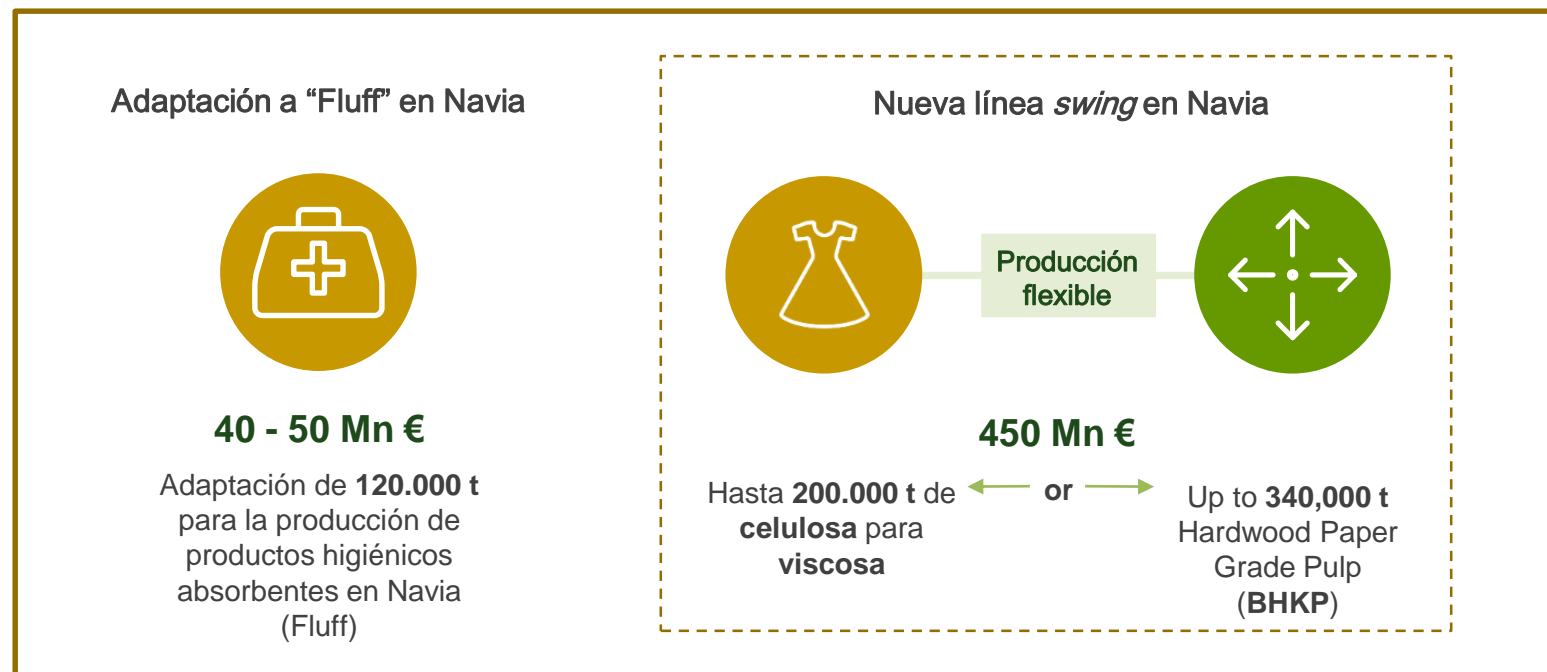 Adaptación a “Fluff” en Navia
40 - 50 Mn €
Adaptación de 120.000 t
para la producción de
productos higiénicos
absorbentes en Navia
(Fluff)
Nueva línea swing en Navia
Producción
flexible
450 Mn €
Hasta 200.000 t de
celulosa para
viscosa
or
Up to 340,000 t
Hardwood Paper
Grade Pulp
(BHKP)